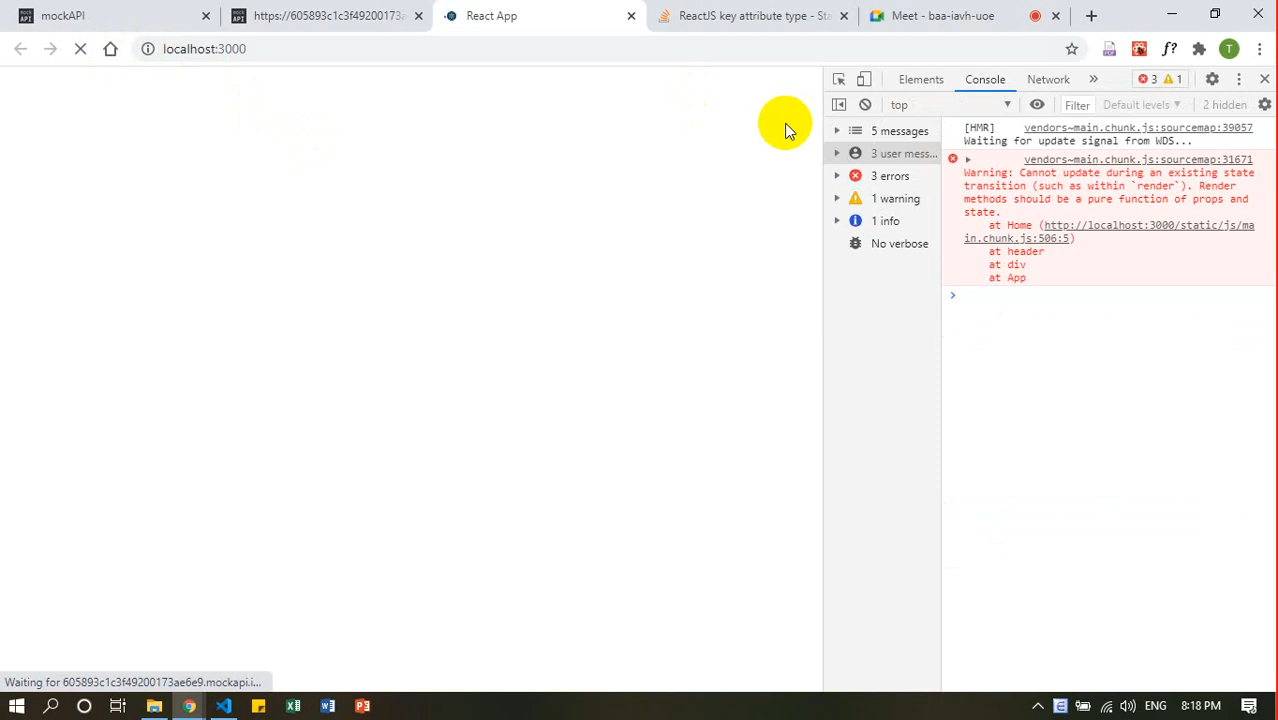 mockAPI
https://605893c1c3f49200173a
React App
ReactJS key attribute type - Sta
Meet - baa-iavh-uoe
localhost:3000
f?
T
Elements
Console
Network
3
1
top
Filter
Default levels
2 hidden
5 messages
3 user mess...
3 errors
1 warning
1 info
No verbose
[HMR] vendors~main.chunk.js:sourcemap:39057
Waiting for update signal from WDS...
vendors~main.chunk.js:sourcemap:31671
Warning: Cannot update during an existing state
transition (such as within `render`). Render
methods should be a pure function of props and
state.
at Home (http://localhost:3000/static/js/ma
in.chunk.js:506:5)
at header
at div
at App
Waiting for 605893c1c3f49200173ae6e9.mockapi.i...
ENG
8:18 PM